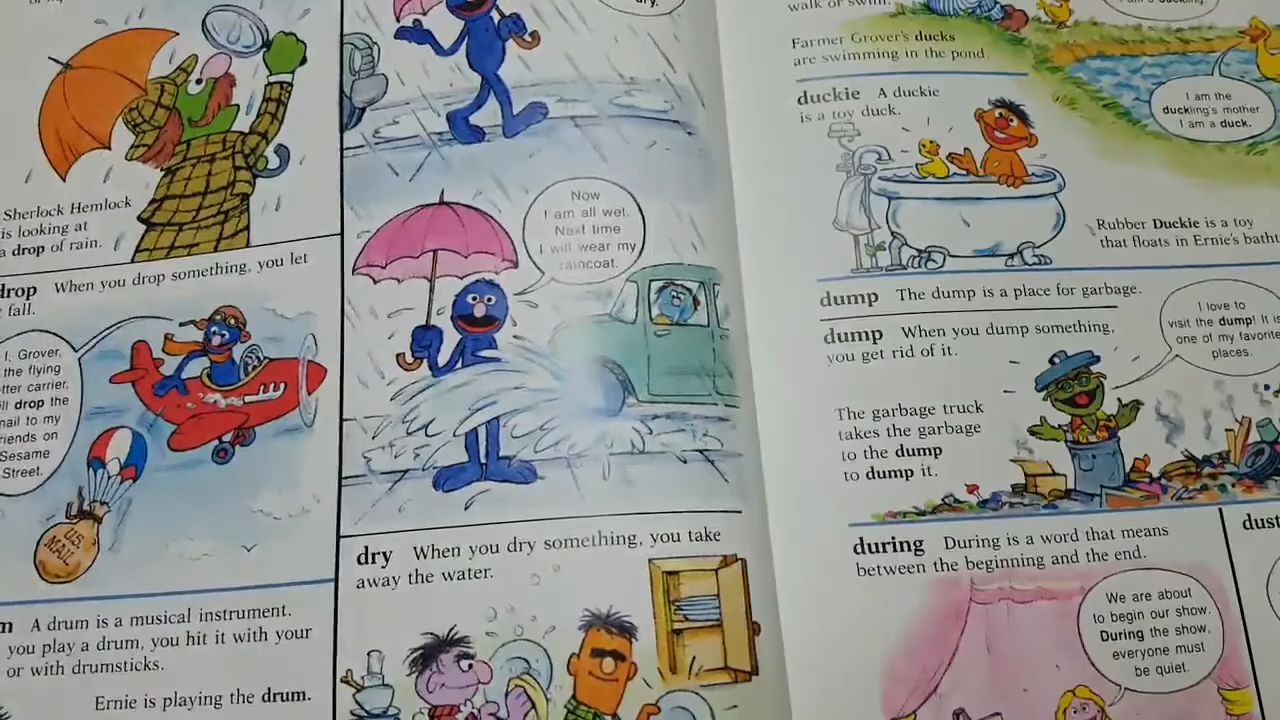 Sherlock Hemlock
is looking at
a drop of rain.
drop When you drop something, you let
fall.
I, Grover,
the flying
carrier,
drop the
mail to my
friends on
Sesame
Street.
U.S.
MAIL
A drum is a musical instrument.
you play a drum, you hit it with your
or with drumsticks.
Ernie is playing the drum.
dry.
Now
I am all wet.
Next time
I will wear my
raincoat.
dry When you dry something, you take
away the water.
walk or swim.
Farmer Grover's ducks
are swimming in the pond.
I am the
duckling's mother
I am a duck.
duckie A duckie
is a toy duck.
Rubber Duckie is a toy
that floats in Ernie's
dump The dump is a place for garbage.
dump When you dump something,
you get rid of it.
I love to
visit the dump! It is
one of my favorite
places.
The garbage truck
takes the garbage
to the dump
to dump it.
during During is a word that means
between the beginning and the end.
We are about
to begin our show.
During the show,
everyone must
be quiet.
dust